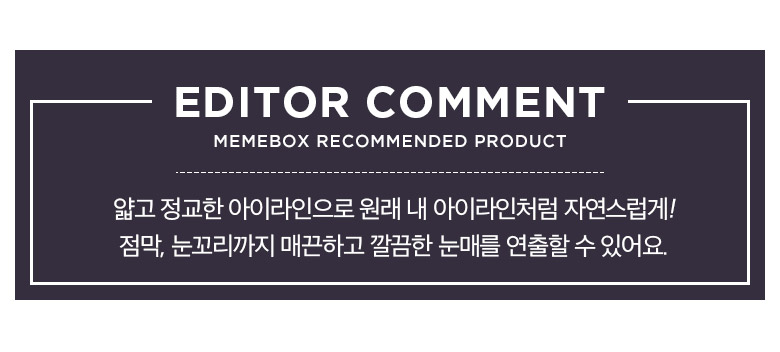 EDITOR COMMENT
MEMEBOX RECOMMENDED PRODUCT
얇고 정교한 아이라인으로 원래 내 아이라인처럼 자연스럽게!
점막, 눈꼬리까지 매끈하고 깔끔한 눈매를 연출할 수 있어요.